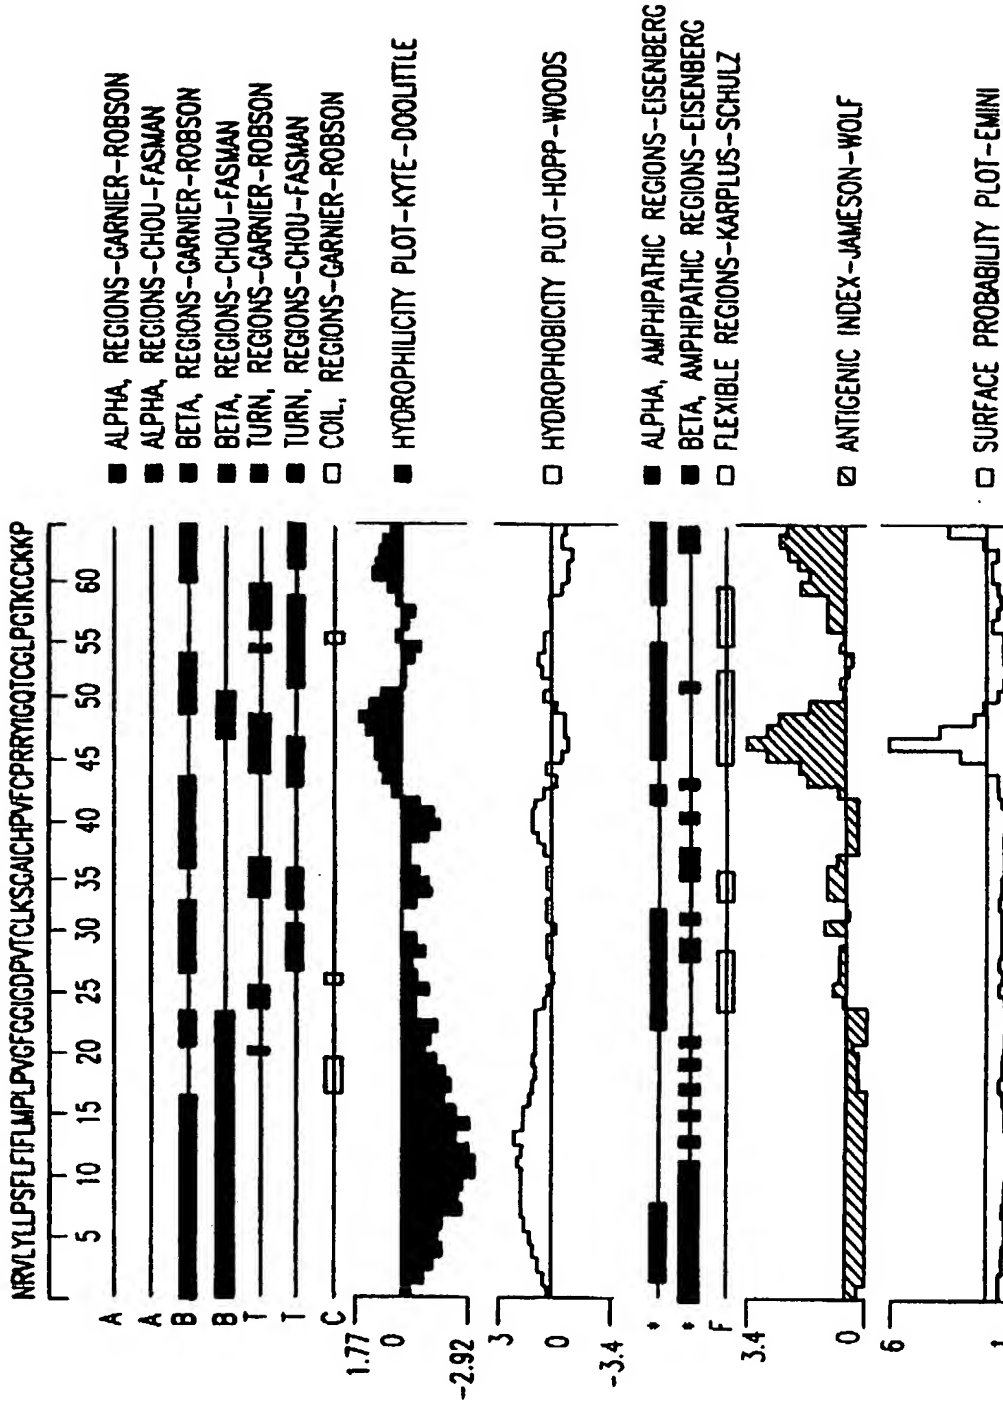 NRVLYLLPSFLFIFLMPLPVGFGGIGDPVTCLKSGAICHPVFCPRRYIGQTCGLPGTKCCKKP
5 10 15 20 25 30 35 40 45 50 55 60
A ALPHA, REGIONS-GARNIER-ROBSON
A ALPHA, REGIONS-CHOU-FASMAN
B BETA, REGIONS-GARNIER-ROBSON
B BETA, REGIONS-CHOU-FASMAN
T TURN, REGIONS-GARNIER-ROBSON
T TURN, REGIONS-CHOU-FASMAN
C COIL, REGIONS-GARNIER-ROBSON
1.77
0 HYDROPHILICITY PLOT-KYTE-DOOLITTLE
-2.92
3
0 HYDROPHOBICITY PLOT-HOPP-WOODS
-3.4
* ALPHA, AMPHIPATHIC REGIONS-EISENBERG
* BETA, AMPHIPATHIC REGIONS-EISENBERG
F FLEXIBLE REGIONS-KARPLUS-SCHULZ
3.4
ANTIGENIC INDEX-JAMESON-WOLF
0
6
SURFACE PROBABILITY PLOT-EMINI
1